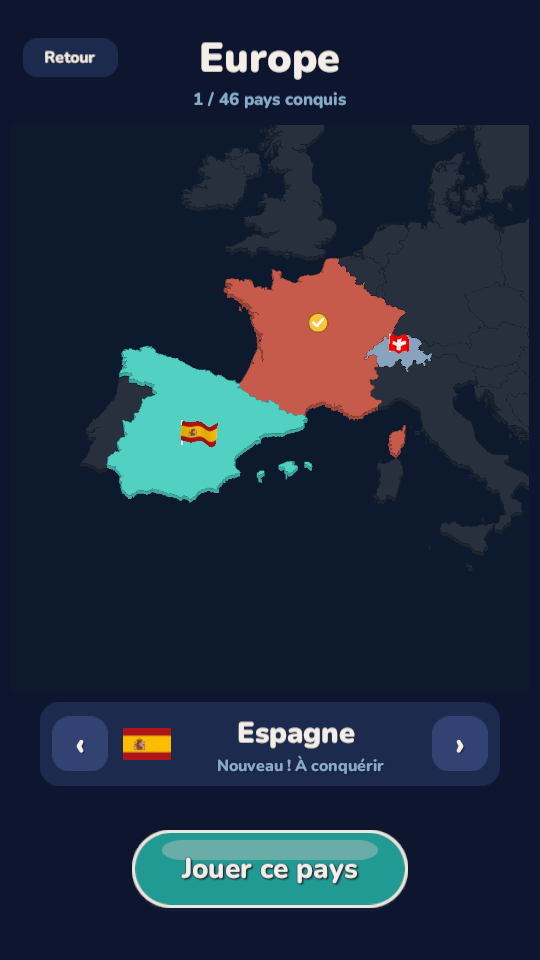 Retour
Europe
1 / 46 pays conquis
‹
Espagne
›
Nouveau ! À conquérir
Jouer ce pays